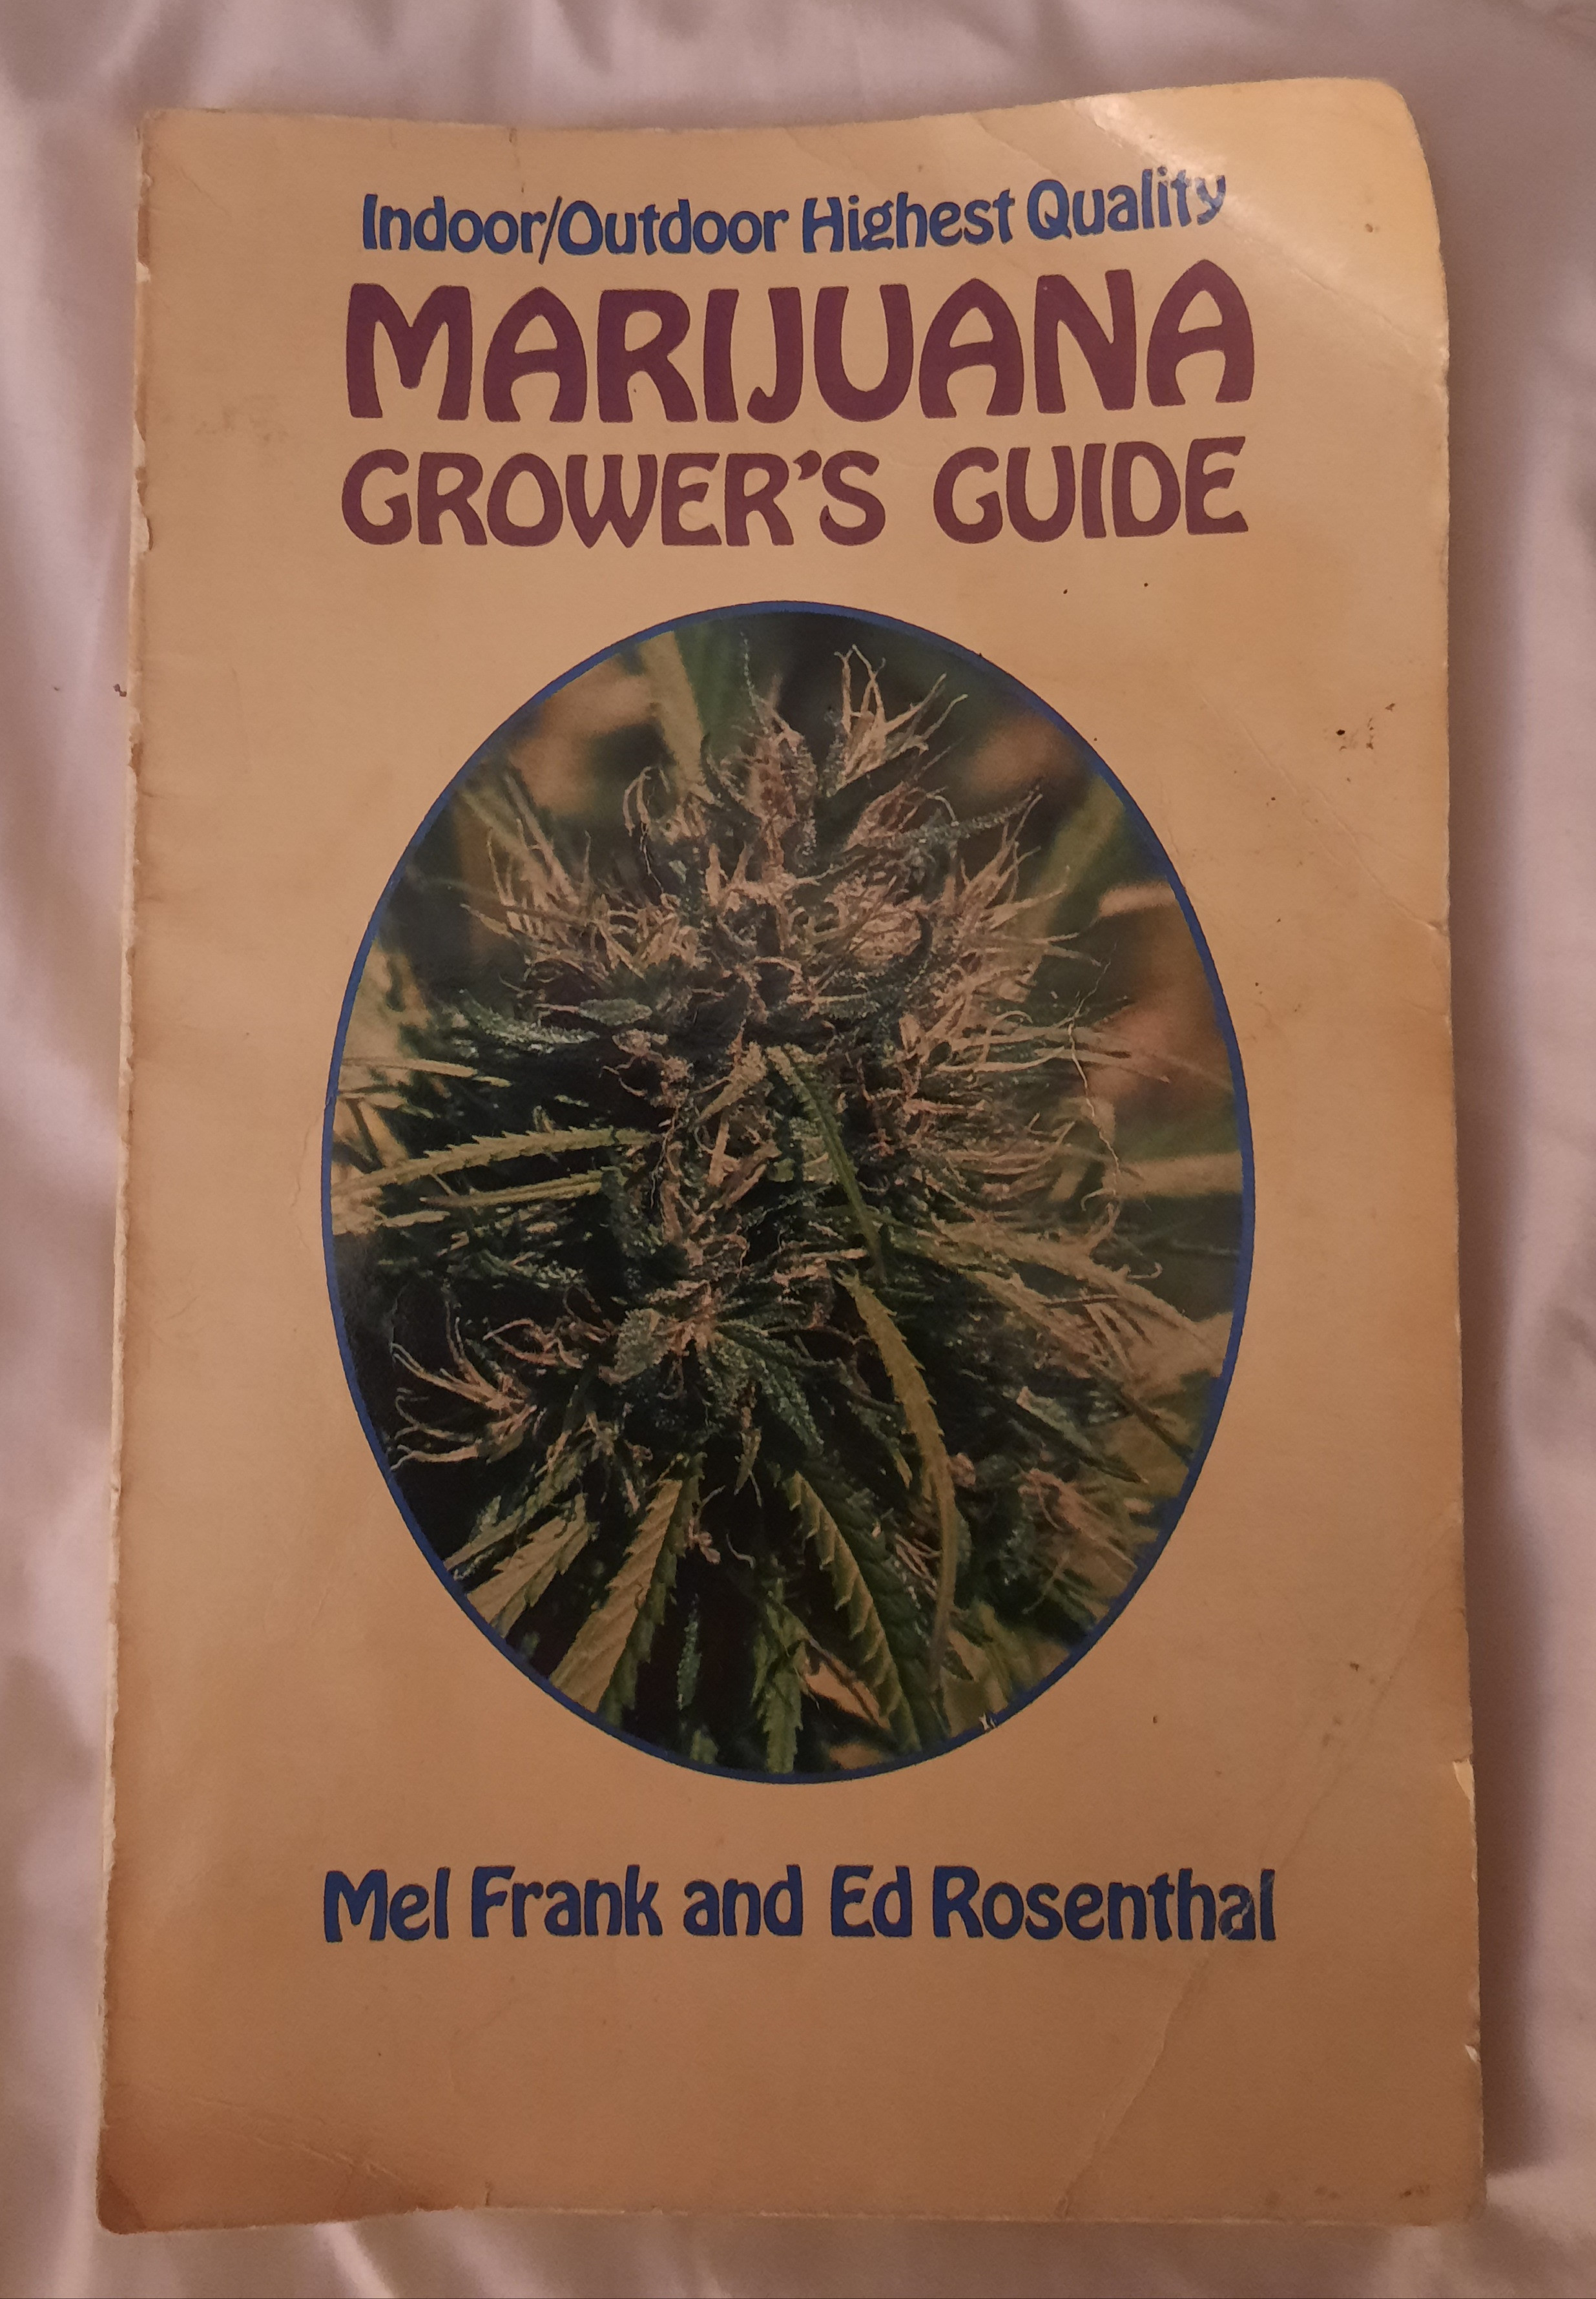 Indoor/Outdoor Highest Quality
MARIJUANA
GROWER'S GUIDE
Mel Frank and Ed Rosenthal